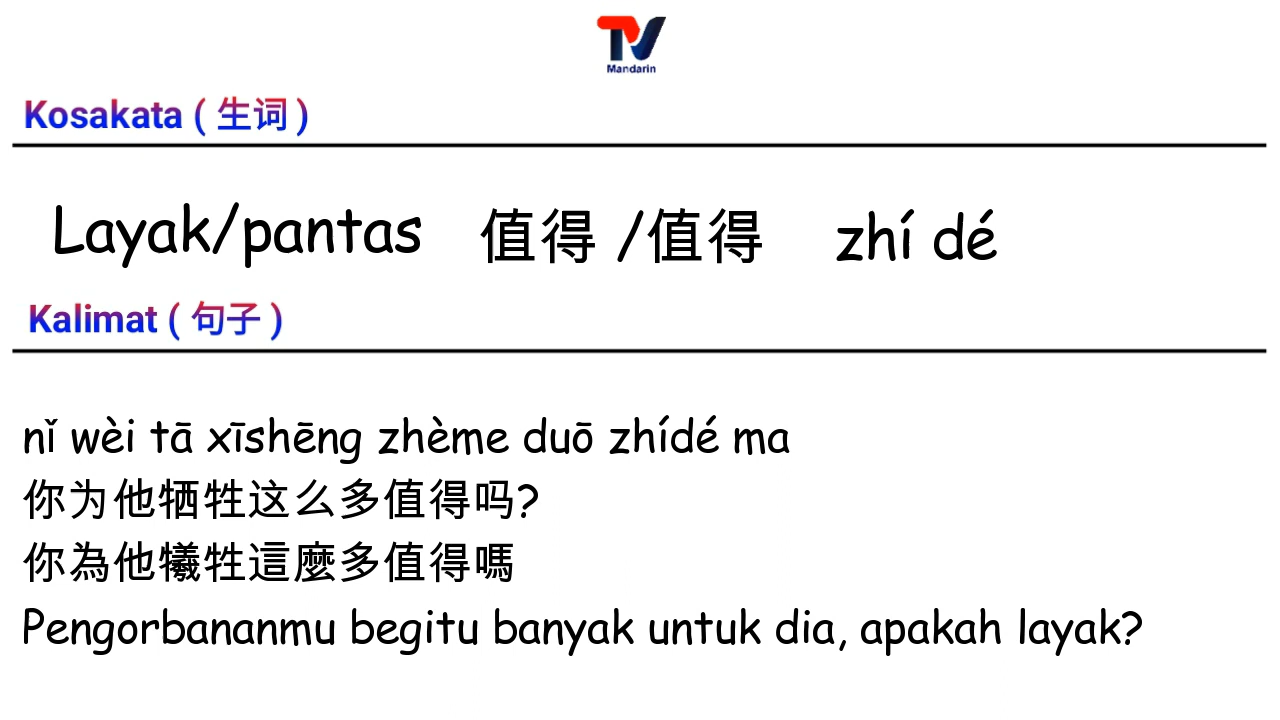 TV
Mandarin
Kosakata ( 生词 )
Layak/pantas 值得 /值得 zhí dé
Kalimat ( 句子 )
nǐ wèi tā xīshēng zhème duō zhídé ma
你为他牺牲这么多值得吗?
你為他犧牲這麼多值得嗎
Pengorbananmu begitu banyak untuk dia, apakah layak?